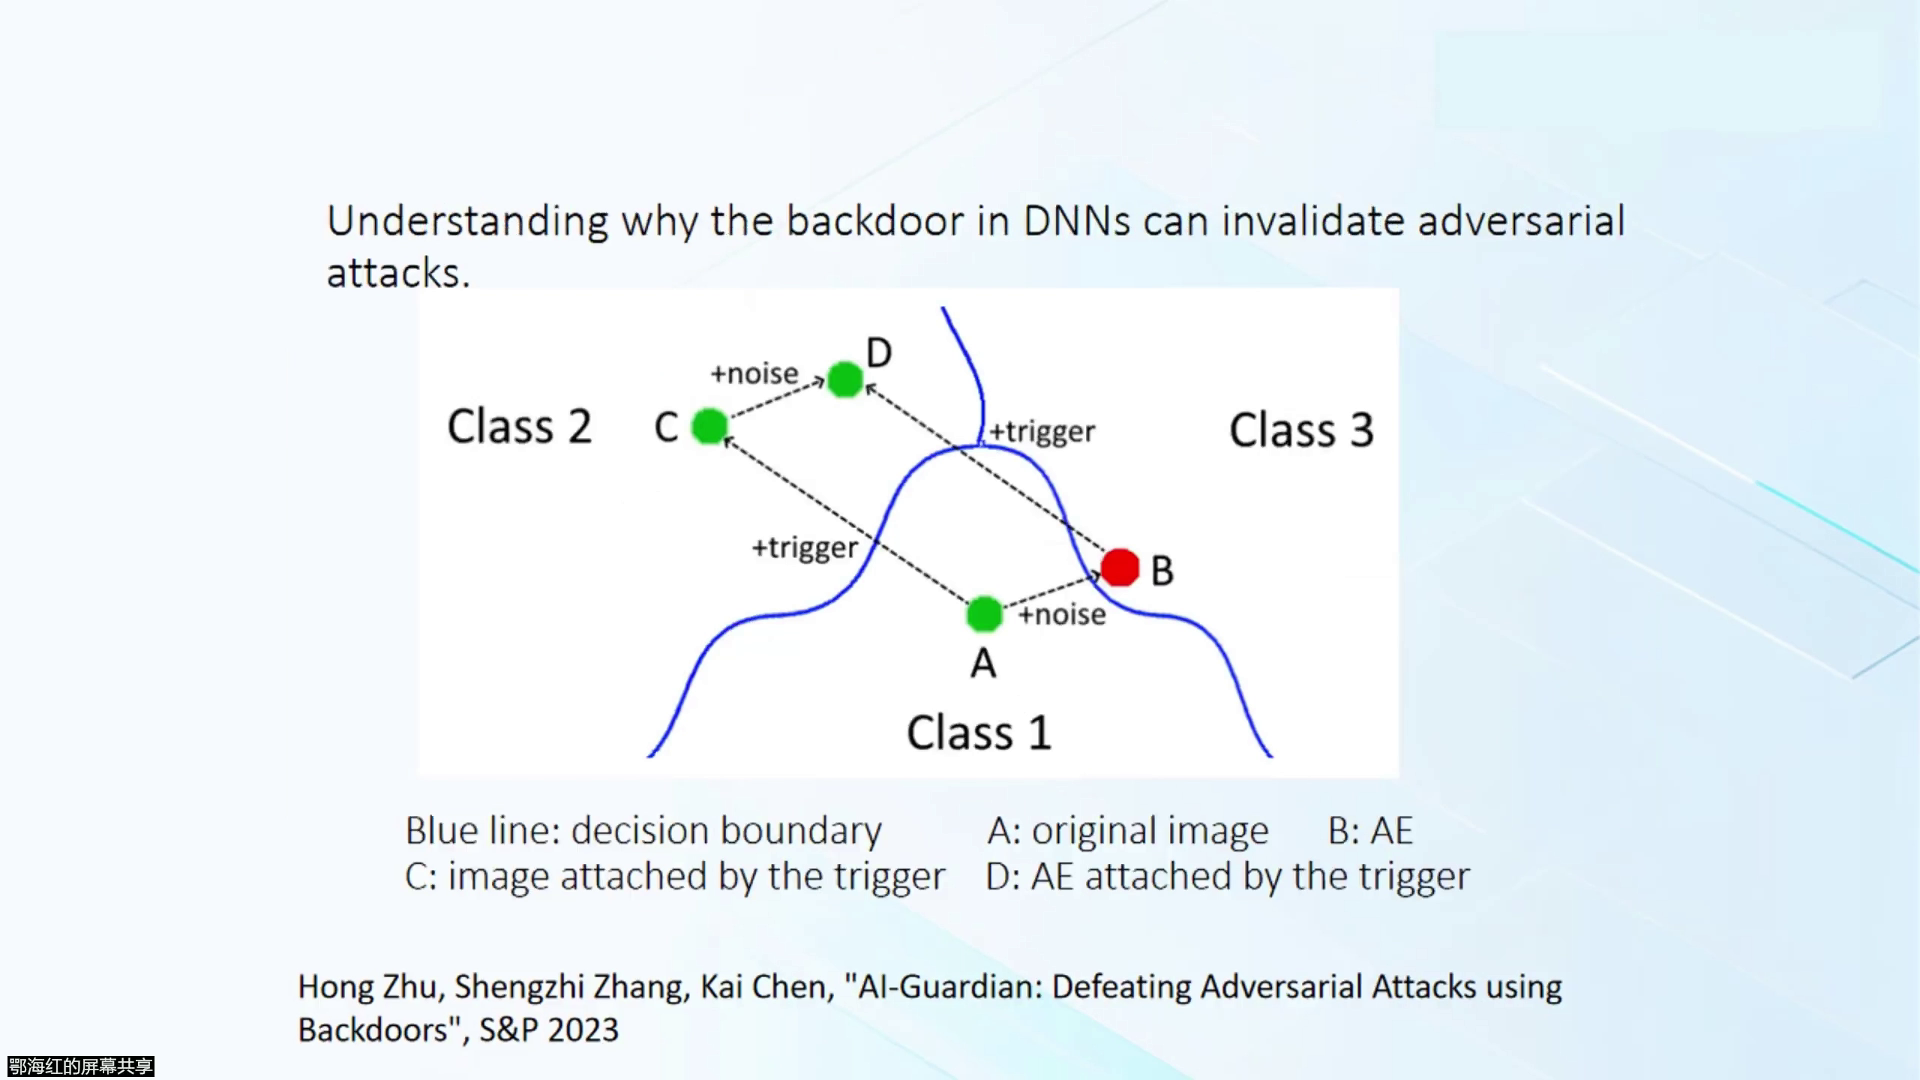 Understanding why the backdoor in DNNs can invalidate adversarial
attacks.
D
+noise
Class 2
C
+trigger
Class 3
+trigger
B
+noise
A
Class 1
Blue line: decision boundary A: original image B: AE
C: image attached by the trigger D: AE attached by the trigger
Hong Zhu, Shengzhi Zhang, Kai Chen, "AI-Guardian: Defeating Adversarial Attacks using
Backdoors", S&P 2023
鄂海红的屏幕共享